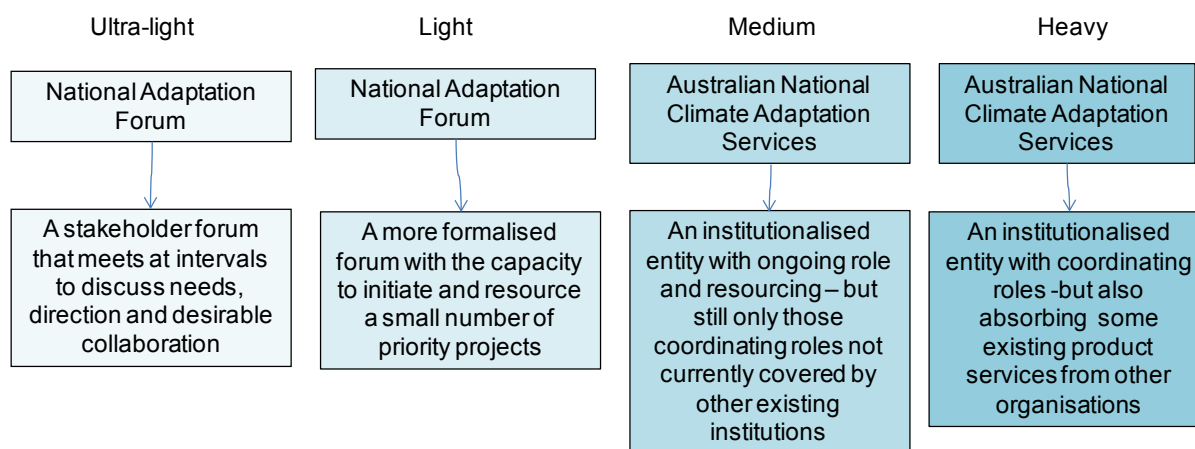 Ultra-light
Light
Medium
Heavy
National Adaptation
Forum
National Adaptation
Forum
Australian National
Climate Adaptation
Services
Australian National
Climate Adaptation
Services
A stakeholder forum
that meets at intervals
to discuss needs,
direction and desirable
collaboration
A more formalised
forum with the capacity
to initiate and resource
a small number of
priority projects
An institutionalised
entity with ongoing role
and resourcing – but
still only those
coordinating roles not
currently covered by
other existing
institutions
An institutionalised
entity with coordinating
roles -but also
absorbing some
existing product
services from other
organisations